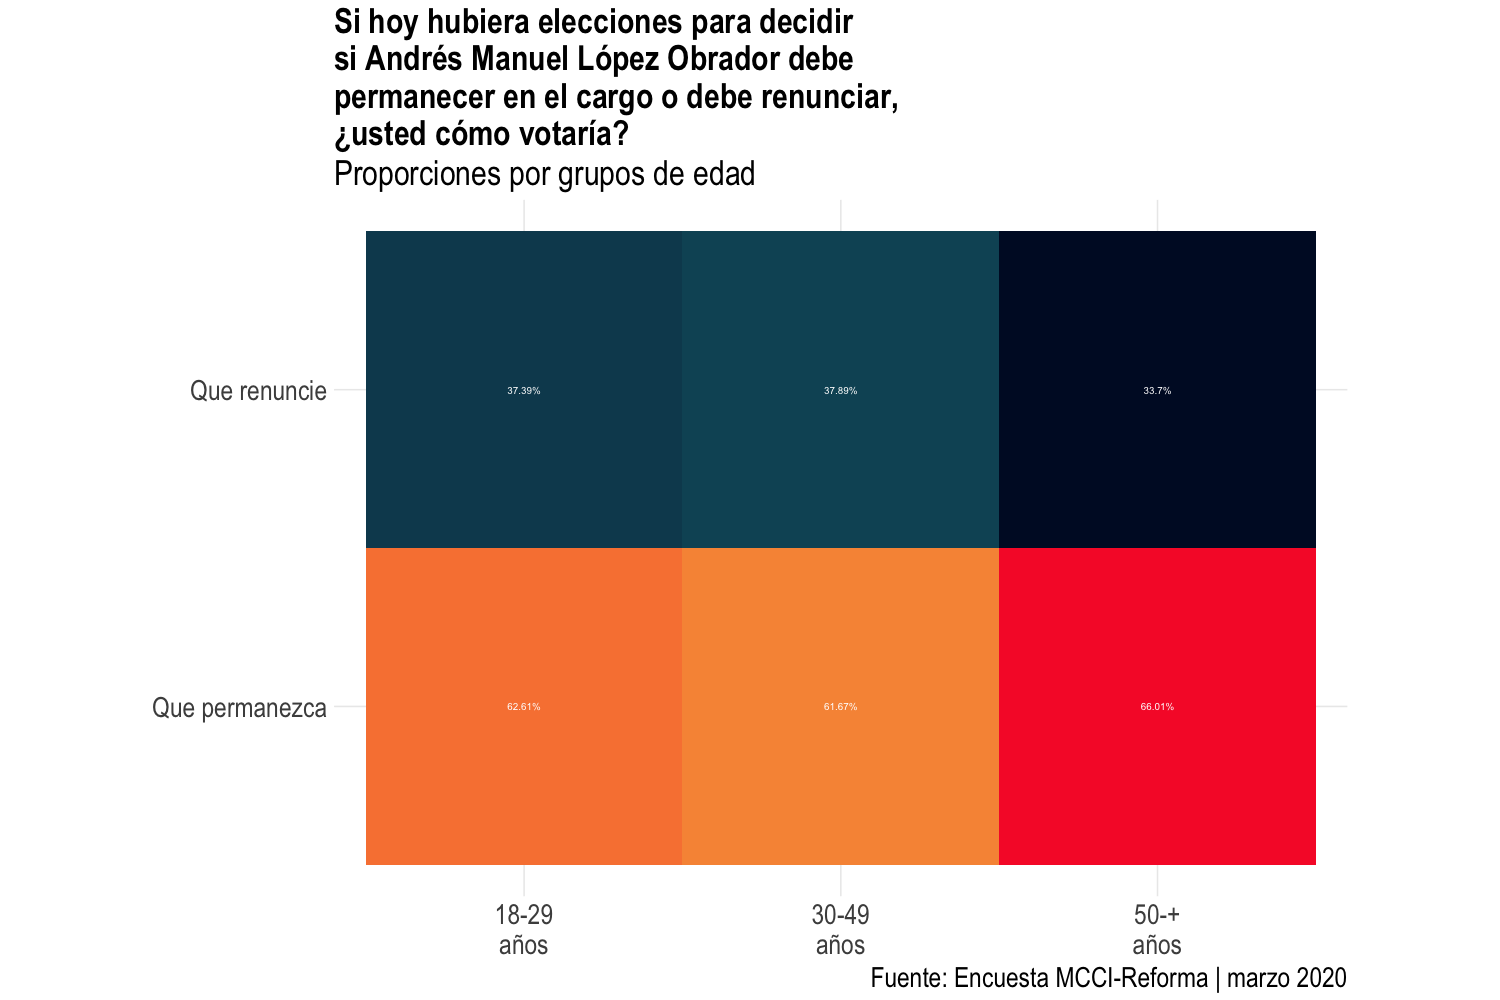 Si hoy hubiera elecciones para decidir
si Andrés Manuel López Obrador debe
permanecer en el cargo o debe renunciar,
¿usted cómo votaría?
Proporciones por grupos de edad
Que renuncie
37.39%
37.89%
33.7%
Que permanezca
62.61%
61.67%
66.01%
18-29
años
30-49
años
50-+
años
Fuente: Encuesta MCCI-Reforma | marzo 2020